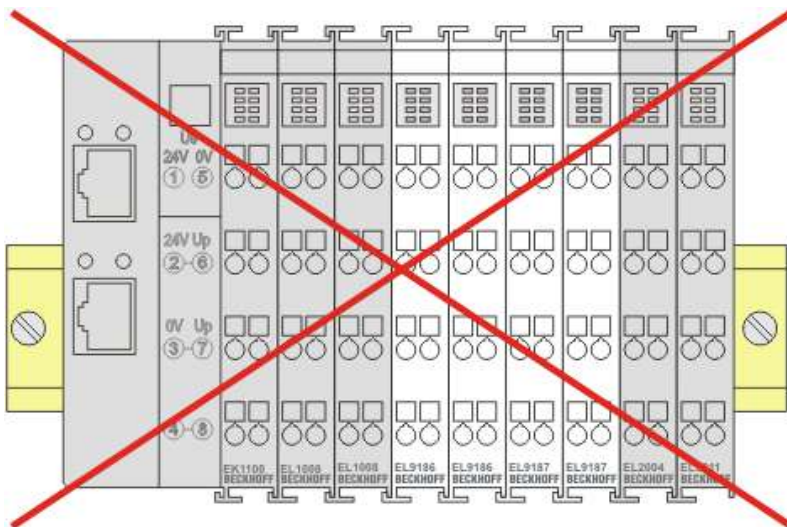 Us
24V 0V
1 5
24V Up
2 6
0V Up
3 7
4 8
EK1100 EL1008 EL1008 EL9186 EL9186 EL9187 EL9187 EL2004
BECKHOFF BECKHOFF BECKHOFF BECKHOFF BECKHOFF BECKHOFF BECKHOFF BECKHOFF BECKHOFF